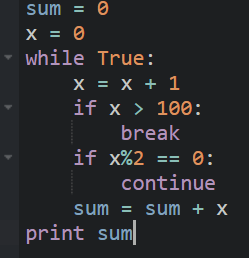 sum = 0
x = 0
while True:
    x = x + 1
    if x > 100:
        break
    if x%2 == 0:
        continue
    sum = sum + x
print sum